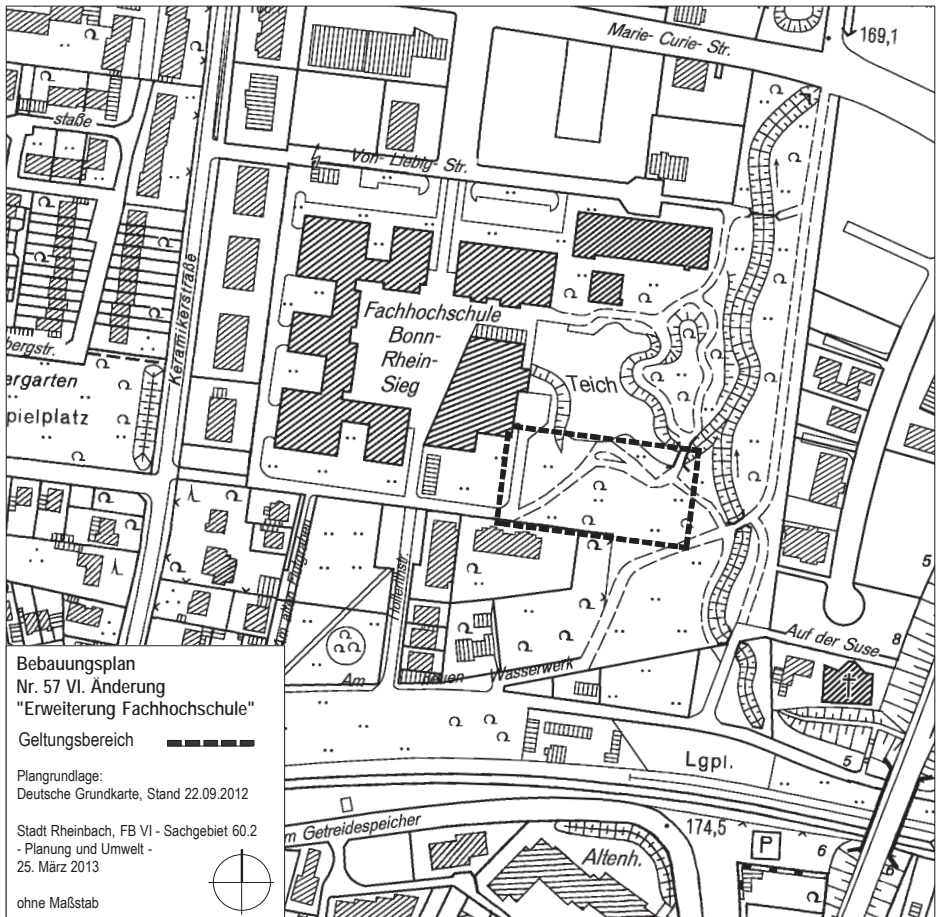 Marie- Curie- Str.
169,1
staße
Von- Liebig- Str.
Keramikerstraße
Fachhochschule
Bonn-
Rhein-
Sieg
Teich
bergstr.
ergarten
pielplatz
Höllenstr.
5
8
Auf der Suse
Am
neuen
Wasserwerk
Lgpl.
5
m Getreidespeicher
174,5
P
6
Altenh.
Bebauungsplan
Nr. 57 VI. Änderung
"Erweiterung Fachhochschule"
Geltungsbereich
Plangrundlage:
Deutsche Grundkarte, Stand 22.09.2012
Stadt Rheinbach, FB VI - Sachgebiet 60.2
- Planung und Umwelt -
25. März 2013
ohne Maßstab